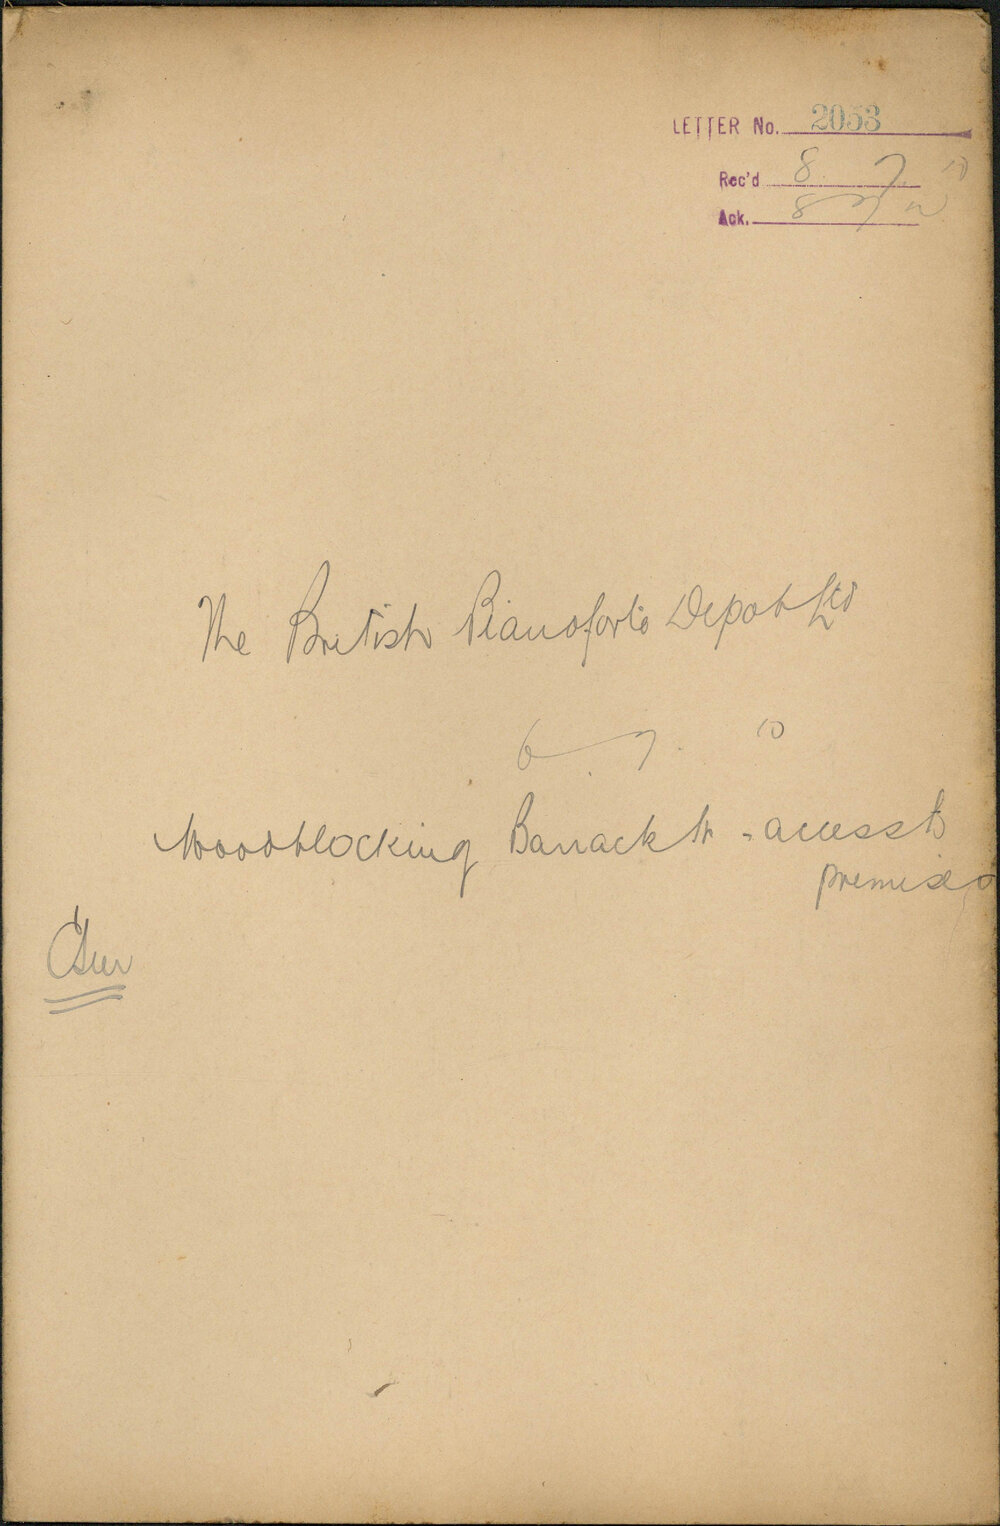 LETTER No. 2053
Rec'd 8. 7. 10
Ack. 8 7 10
The British Pianoforte Depot Ltd
6 . 7 . 10
Woodblocking Barrack St - access to
premises
C Sur